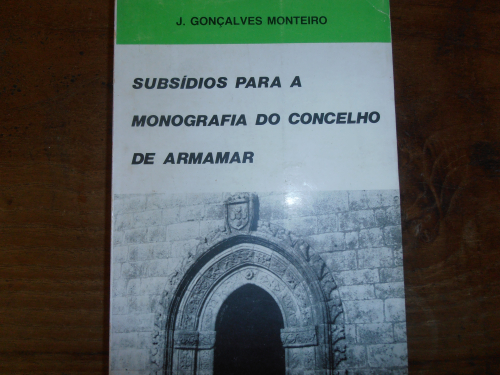 J. GONÇALVES MONTEIRO
SUBSÍDIOS PARA A
MONOGRAFIA DO CONCELHO
DE ARMAMAR